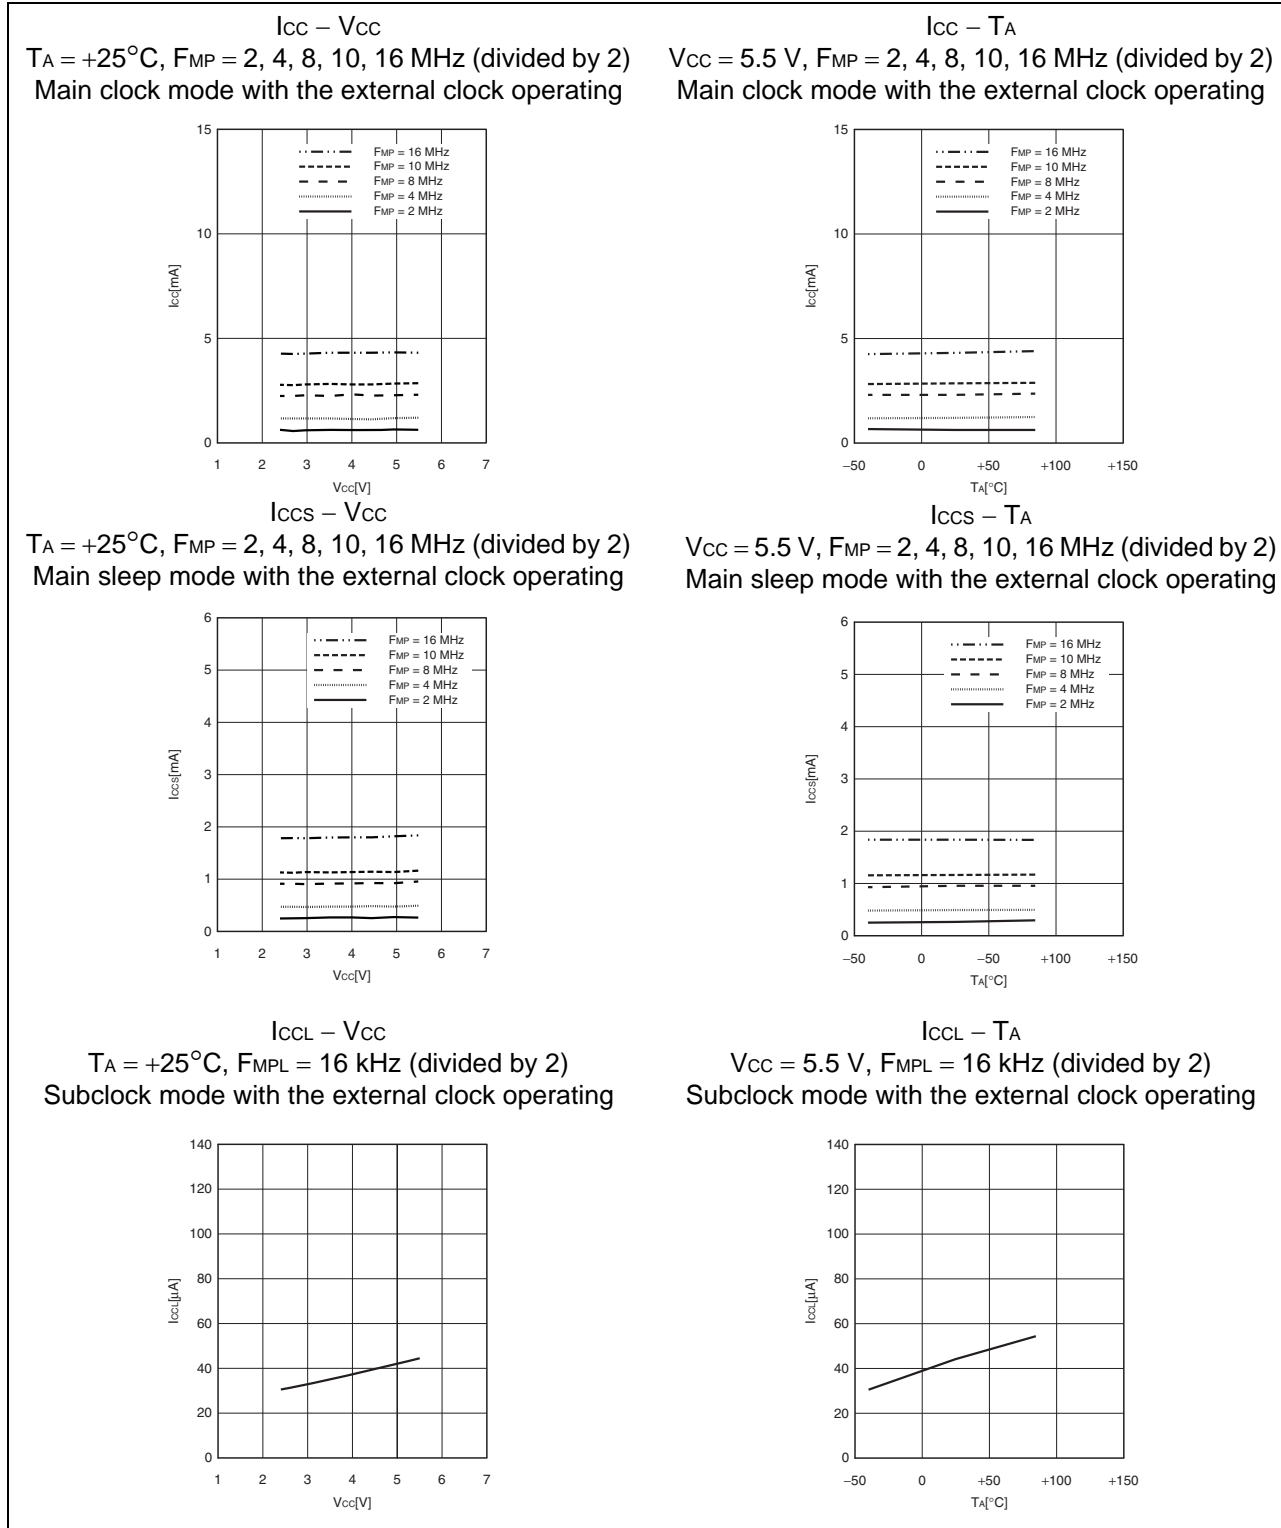 ICC − VCC
TA = +25°C, FMP = 2, 4, 8, 10, 16 MHz (divided by 2)
Main clock mode with the external clock operating
15
10
5
0
ICC[mA]
FMP = 16 MHz
FMP = 10 MHz
FMP = 8 MHz
FMP = 4 MHz
FMP = 2 MHz
1 2 3 4 5 6 7
VCC[V]
ICC − TA
VCC = 5.5 V, FMP = 2, 4, 8, 10, 16 MHz (divided by 2)
Main clock mode with the external clock operating
15
10
5
0
ICC[mA]
FMP = 16 MHz
FMP = 10 MHz
FMP = 8 MHz
FMP = 4 MHz
FMP = 2 MHz
−50 0 +50 +100 +150
TA[°C]
ICCS − VCC
TA = +25°C, FMP = 2, 4, 8, 10, 16 MHz (divided by 2)
Main sleep mode with the external clock operating
6
5
4
3
2
1
0
ICCS[mA]
FMP = 16 MHz
FMP = 10 MHz
FMP = 8 MHz
FMP = 4 MHz
FMP = 2 MHz
1 2 3 4 5 6 7
VCC[V]
ICCS − TA
VCC = 5.5 V, FMP = 2, 4, 8, 10, 16 MHz (divided by 2)
Main sleep mode with the external clock operating
6
5
4
3
2
1
0
ICCS[mA]
FMP = 16 MHz
FMP = 10 MHz
FMP = 8 MHz
FMP = 4 MHz
FMP = 2 MHz
−50 0 −50 +100 +150
TA[°C]
ICCL − VCC
TA = +25°C, FMPL = 16 kHz (divided by 2)
Subclock mode with the external clock operating
140
120
100
80
60
40
20
0
ICCL[µA]
1 2 3 4 5 6 7
VCC[V]
ICCL − TA
VCC = 5.5 V, FMPL = 16 kHz (divided by 2)
Subclock mode with the external clock operating
140
120
100
80
60
40
20
0
ICCL[µA]
−50 0 +50 +100 +150
TA[°C]